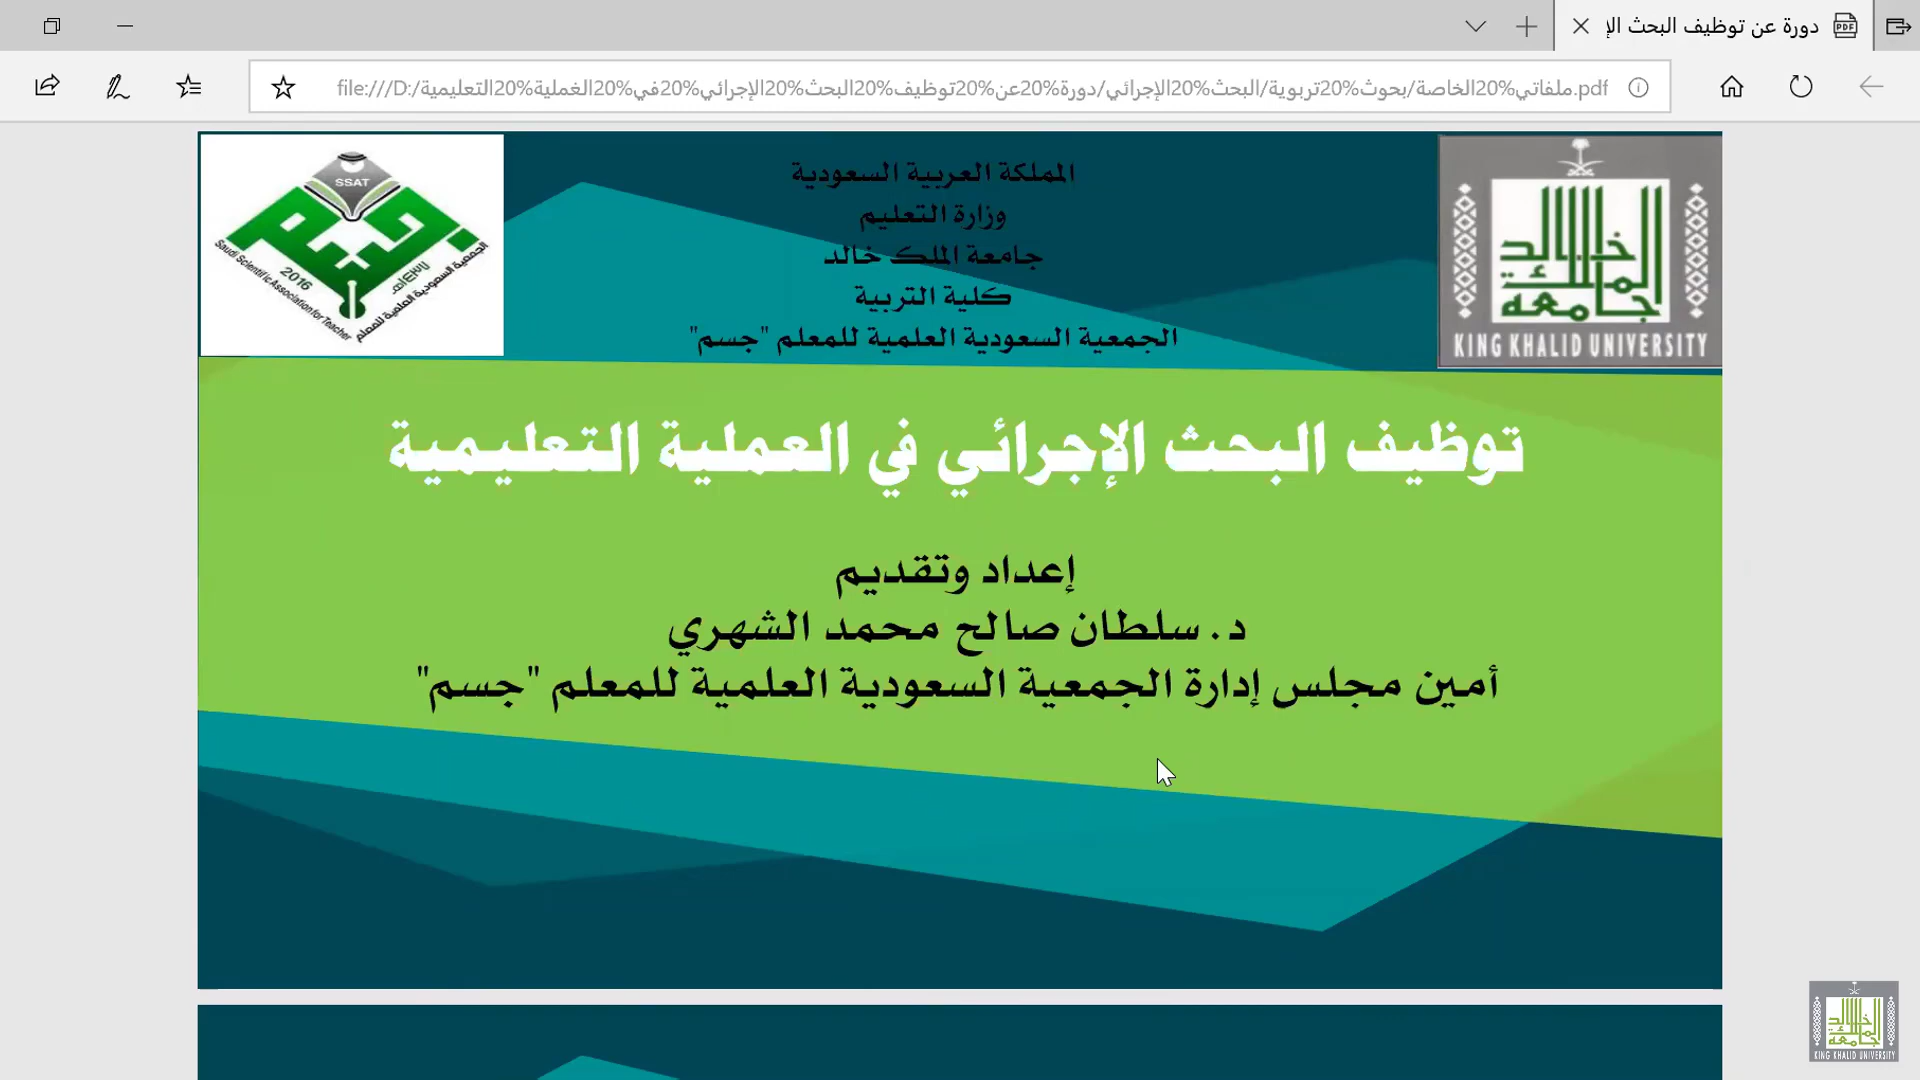 دورة عن توظيف البحث الإ
file:///D:/ملفاتي%20الخاصة/بحوث%20تربوية/البحث%20الإجرائي/دورة%20عن%20توظيف%20البحث%20الإجرائي%20في%20الغملية%20التعليمية.pdf
المملكة العربية السعودية
وزارة التعليم
جامعة الملك خالد
كلية التربية
الجمعية السعودية العلمية للمعلم "جسم"
جامعة الملك خالد
KING KHALID UNIVERSITY
SSAT
جسم
2016
Saudi Scientific Association for Teacher
الجمعية السعودية العلمية للمعلم
توظيف البحث الإجرائي في العملية التعليمية
إعداد وتقديم
د. سلطان صالح محمد الشهري
أمين مجلس إدارة الجمعية السعودية العلمية للمعلم "جسم"
جامعة الملك خالد
KING KHALID UNIVERSITY